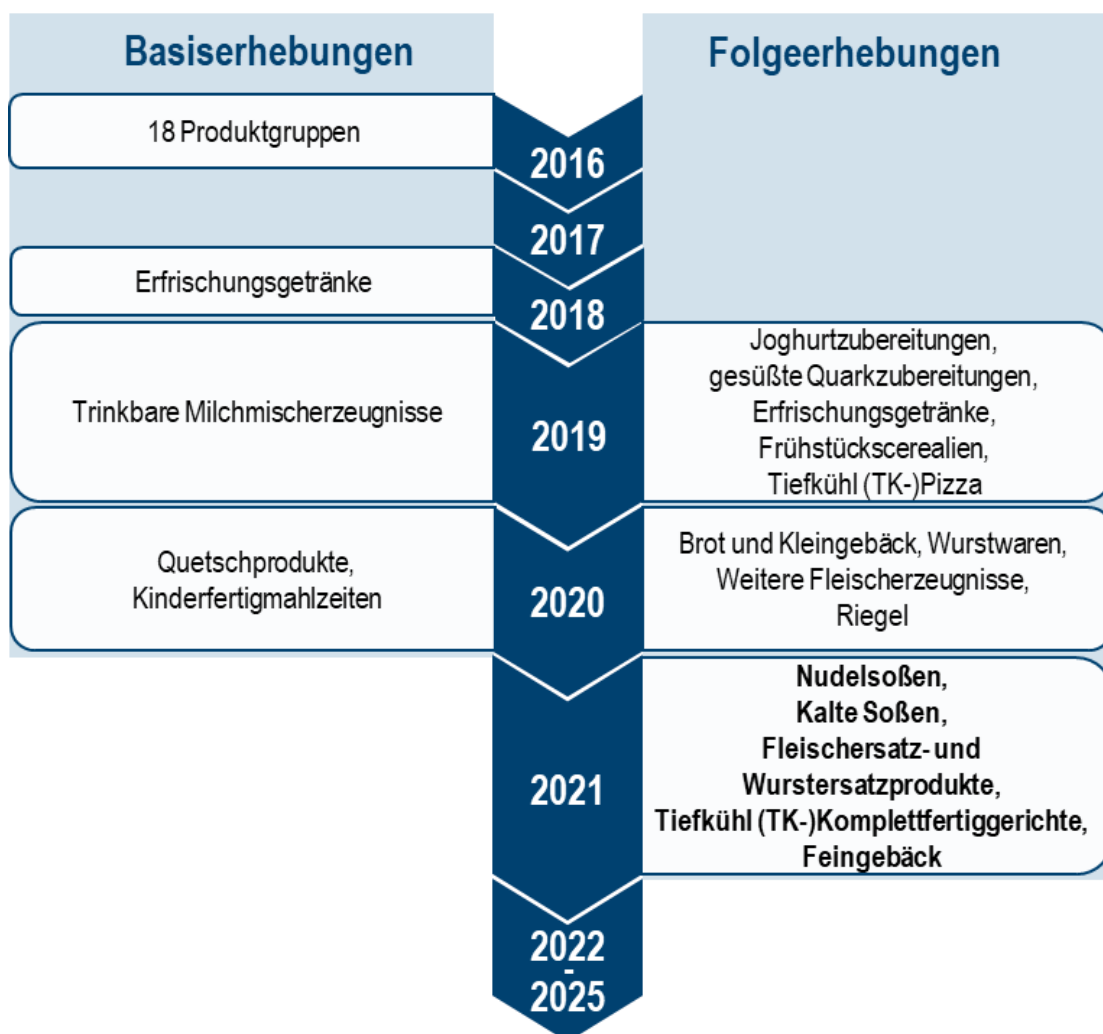 Basiserhebungen
Folgeerhebungen
18 Produktgruppen
2016
2017
Erfrischungsgetränke
2018
Trinkbare Milchmischerzeugnisse
2019
Joghurtzubereitungen,
gesüßte Quarkzubereitungen,
Erfrischungsgetränke,
Frühstückscerealien,
Tiefkühl (TK-)Pizza
Quetschprodukte,
Kinderfertigmahlzeiten
2020
Brot und Kleingebäck, Wurstwaren,
Weitere Fleischerzeugnisse,
Riegel
2021
Nudelsoßen,
Kalte Soßen,
Fleischersatz- und
Wurstersatzprodukte,
Tiefkühl (TK-)Komplettfertiggerichte,
Feingebäck
2022
-
2025